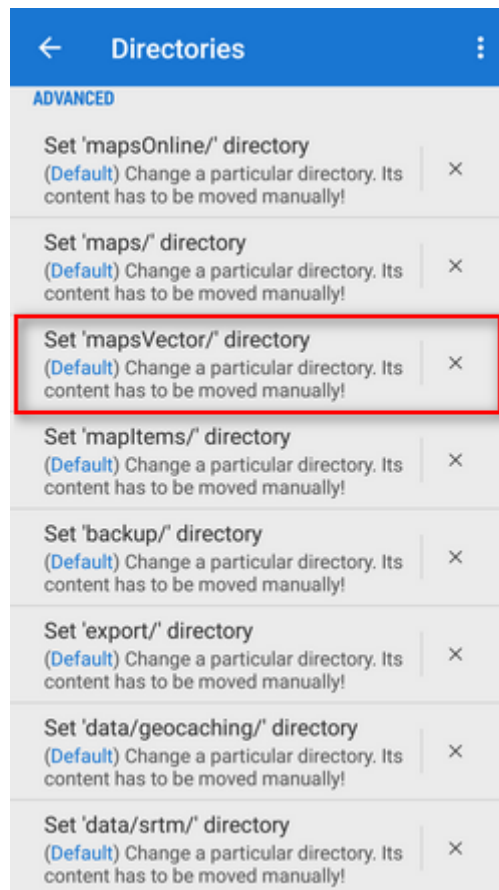 Directories
ADVANCED
Set 'mapsOnline/' directory
(Default) Change a particular directory. Its
content has to be moved manually!
Set 'maps/' directory
(Default) Change a particular directory. Its
content has to be moved manually!
Set 'mapsVector/' directory
(Default) Change a particular directory. Its
content has to be moved manually!
Set 'mapItems/' directory
(Default) Change a particular directory. Its
content has to be moved manually!
Set 'backup/' directory
(Default) Change a particular directory. Its
content has to be moved manually!
Set 'export/' directory
(Default) Change a particular directory. Its
content has to be moved manually!
Set 'data/geocaching/' directory
(Default) Change a particular directory. Its
content has to be moved manually!
Set 'data/srtm/' directory
(Default) Change a particular directory. Its
content has to be moved manually!